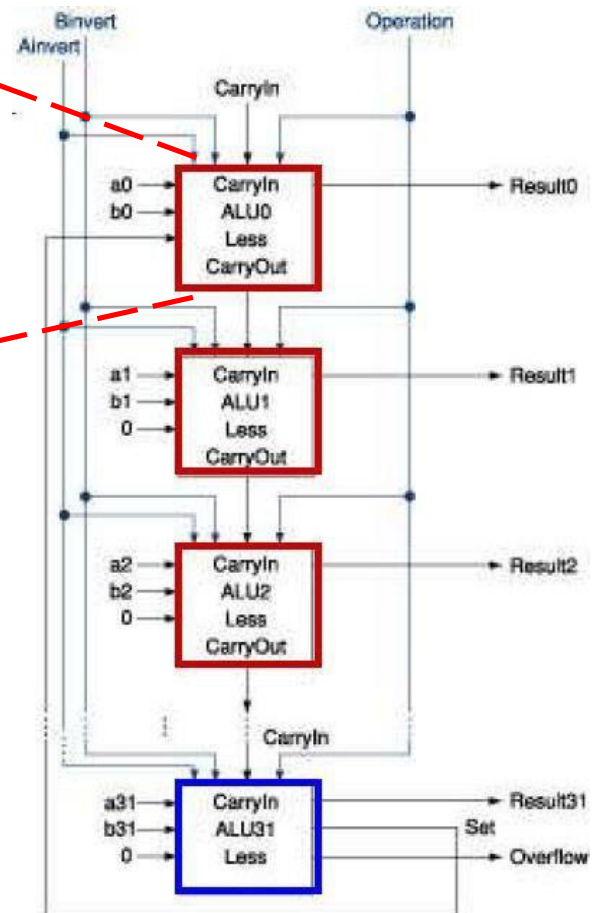 Binvert
Operation
Ainvert
CarryIn
a0
CarryIn
Result0
b0
ALU0
Less
CarryOut
a1
CarryIn
Result1
b1
ALU1
0
Less
CarryOut
a2
CarryIn
Result2
b2
ALU2
0
Less
CarryOut
CarryIn
a31
CarryIn
Result31
b31
ALU31
Set
0
Less
Overflow